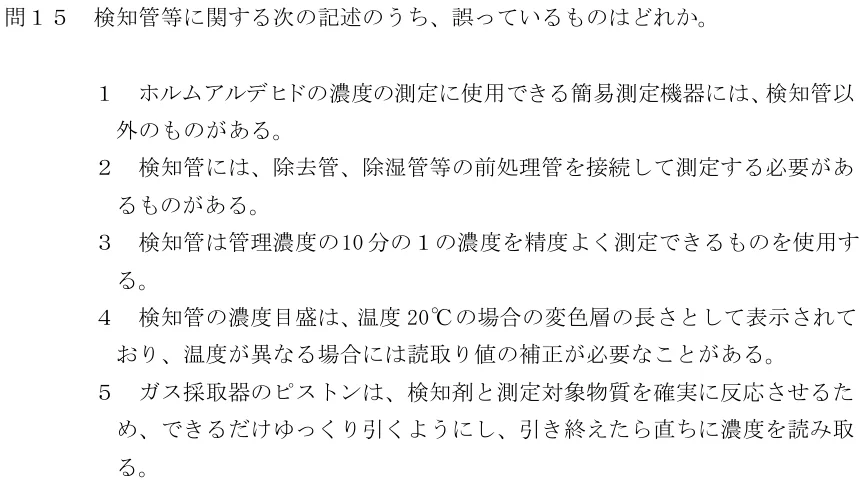 問１５　検知管等に関する次の記述のうち、誤っているものはどれか。
１　ホルムアルデヒドの濃度の測定に使用できる簡易測定機器には、検知管以
外のものがある。
２　検知管には、除去管、除湿管等の前処理管を接続して測定する必要があ
るものがある。
３　検知管は管理濃度の10分の１の濃度を精度よく測定できるものを使用す
る。
４　検知管の濃度目盛は、温度 20℃の場合の変色層の長さとして表示されて
おり、温度が異なる場合には読取り値の補正が必要なことがある。
５　ガス採取器のピストンは、検知剤と測定対象物質を確実に反応させるた
め、できるだけゆっくり引くようにし、引き終えたら直ちに濃度を読み取
る。